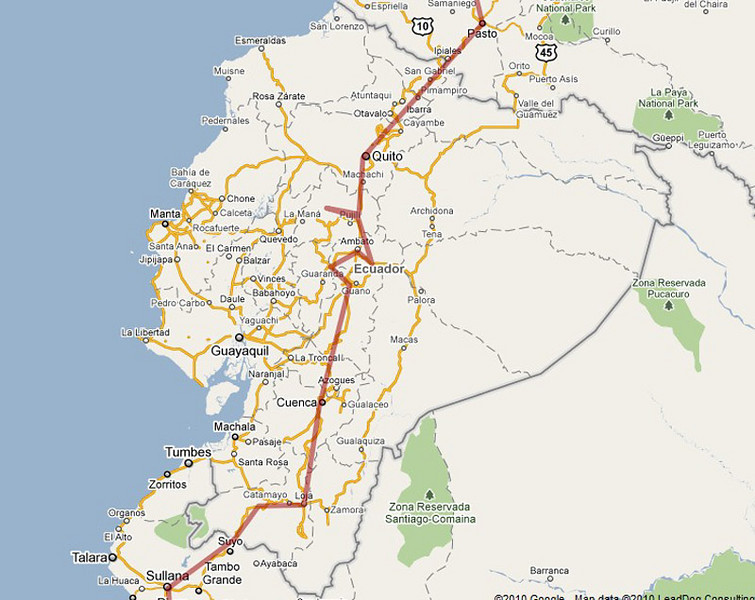 Espriella
Samaniego
National Park
del Chaira
San Lorenzo
10
Pasto
Mocoa
Curillo
Esmeraldas
Ipiales
45
Muisne
San Gabriel
Orito
Puerto Asís
La Paya
National Park
Rosa Zárate
Atuntaqui
Pimampiro
Ibarra
Valle del
Guamuez
Otavalo
Cayambe
Pedernales
Güeppi
Puerto
Leguizamo
Quito
Machachi
Bahía de
Caráquez
Chone
Manta
Calceta
La Maná
Pujilí
Archidona
Rocafuerte
Tena
Santa Ana
Quevedo
Ambato
El Carmen
Jipijapa
Balzar
Ecuador
Guaranda
Vinces
Guano
Zona Reservada
Pucacuro
Pedro Carbo
Daule
Babahoyo
Palora
Yaguachi
La Libertad
Guayaquil
Macas
La Troncal
Naranjal
Azogues
Cuenca
Gualaceo
Machala
Pasaje
Gualaquiza
Tumbes
Santa Rosa
Zorritos
Catamayo
Loja
Zamora
Zona Reservada
Santiago-Comaina
Organos
El Alto
Suyo
Talara
Tambo
Grande
Ayabaca
La Huaca
Sullana
Barranca
©2010 Google - Map data ©2010 LeadDog Consulting